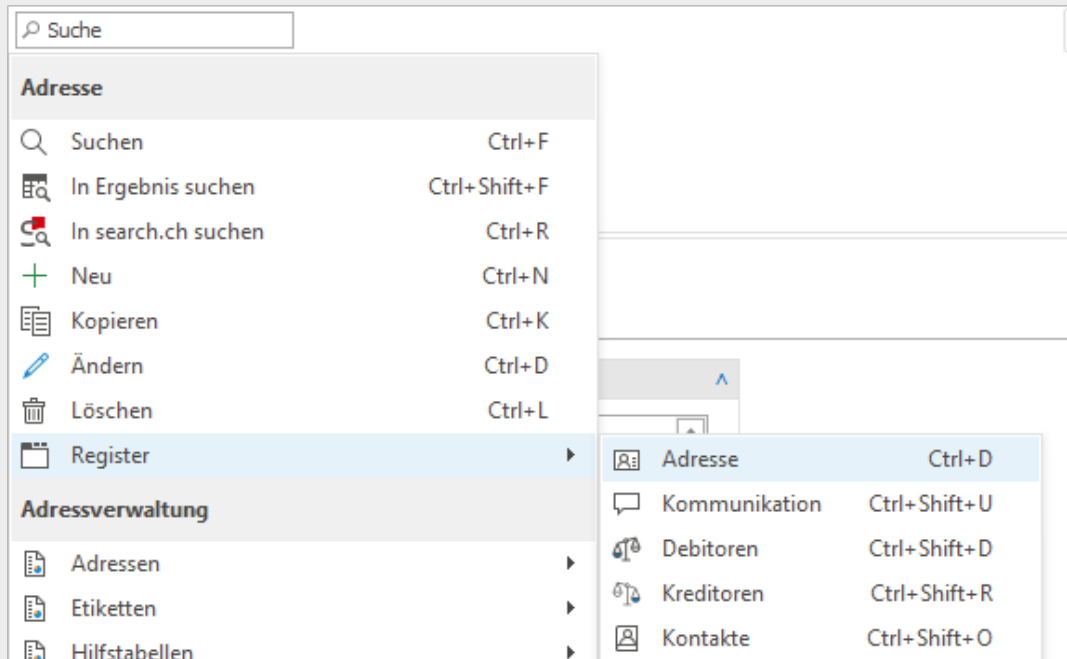 Suche
Adresse
Suchen Ctrl+F
In Ergebnis suchen Ctrl+Shift+F
In search.ch suchen Ctrl+R
Neu Ctrl+N
Kopieren Ctrl+K
Ändern Ctrl+D
Löschen Ctrl+L
Register
Adresse Ctrl+D
Kommunikation Ctrl+Shift+U
Debitoren Ctrl+Shift+D
Kreditoren Ctrl+Shift+R
Kontakte Ctrl+Shift+O
Adressverwaltung
Adressen
Etiketten
Hilfstabellen